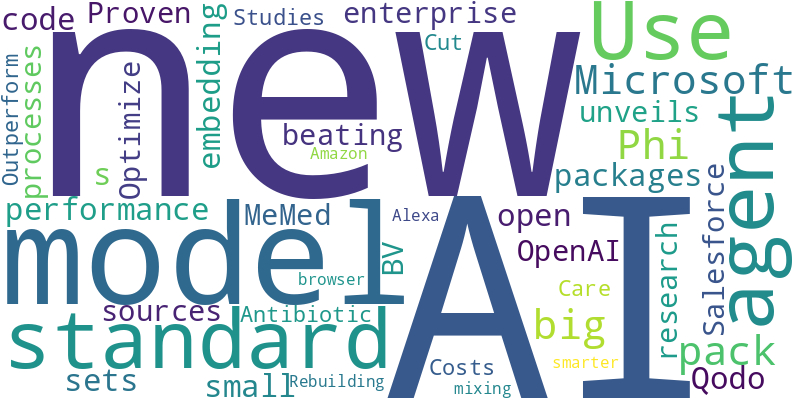 code
Proven
Studies
enterprise
Use
new
Cut
Microsoft
Outperform
processes
embedding
Optimize
beating
Amazon
unveils
Phi
agent
s
packages
performance
MeMed
Alexa
open
Salesforce
model
AI
BV
OpenAI
research
browser
Care
sources
Antibiotic
big
standard
pack
Costs
smarter
sets
small
Rebuilding
mixing
Qodo